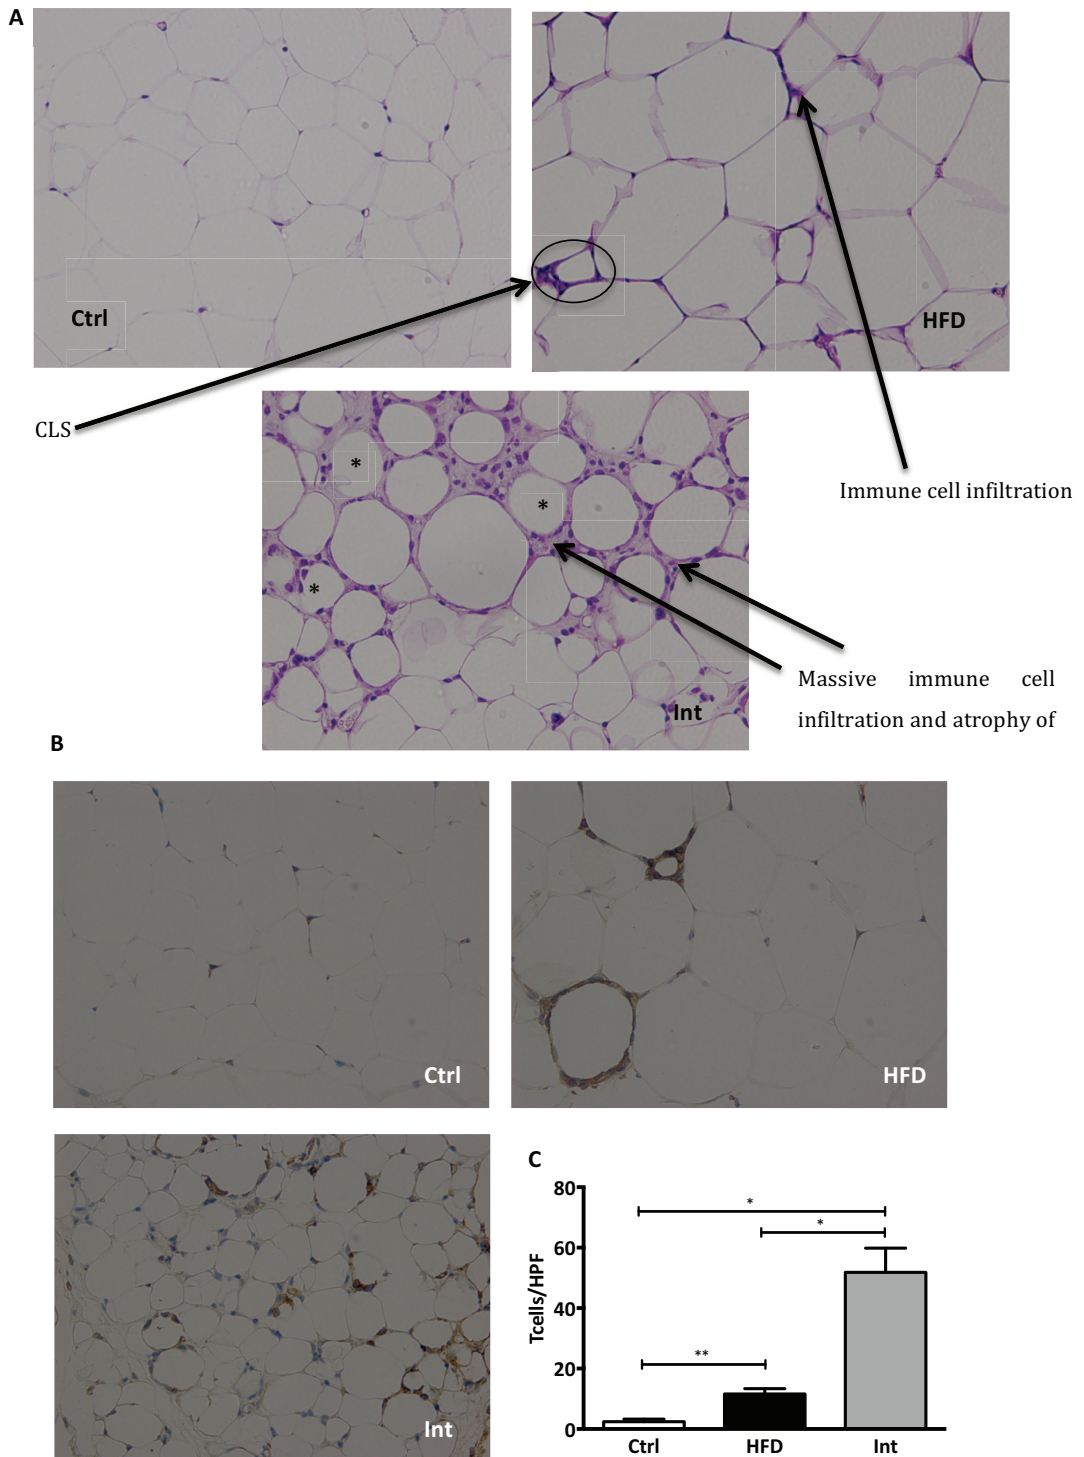 A
Ctrl
HFD
CLS
Immune cell infiltration
*
*
*
Int
Massive immune cell
infiltration and atrophy of
B
Ctrl
HFD
Int
C
Tcells/HPF
80
60
40
20
0
*
*
**
Ctrl HFD Int